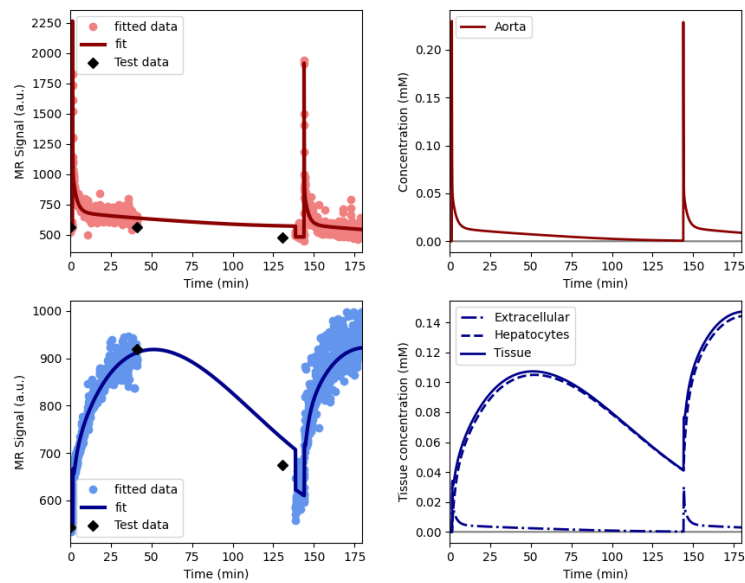 2250
2000
1750
1500
1250
1000
750
500
MR Signal (a.u.)
fitted data
fit
Test data
0 25 50 75 100 125 150 175
Time (min)
0.20
0.15
0.10
0.05
0.00
Concentration (mM)
Aorta
0 25 50 75 100 125 150 175
Time (min)
1000
900
800
700
600
MR Signal (a.u.)
fitted data
fit
Test data
0 25 50 75 100 125 150 175
Time (min)
0.14
0.12
0.10
0.08
0.06
0.04
0.02
0.00
Tissue concentration (mM)
Extracellular
Hepatocytes
Tissue
0 25 50 75 100 125 150 175
Time (min)